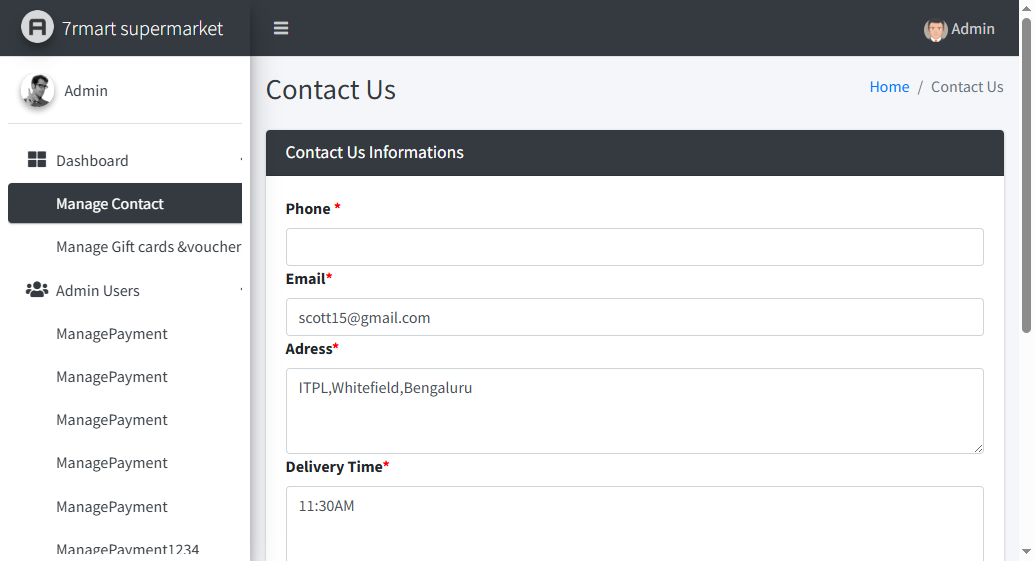 7rmart supermarket
Admin
Admin
Contact Us
Home / Contact Us
Dashboard
Manage Contact
Manage Gift cards &voucher
Admin Users
ManagePayment
ManagePayment
ManagePayment
ManagePayment
ManagePayment
ManagePayment1234
Contact Us Informations
Phone *
Email*
scott15@gmail.com
Adress*
ITPL,Whitefield,Bengaluru
Delivery Time*
11:30AM